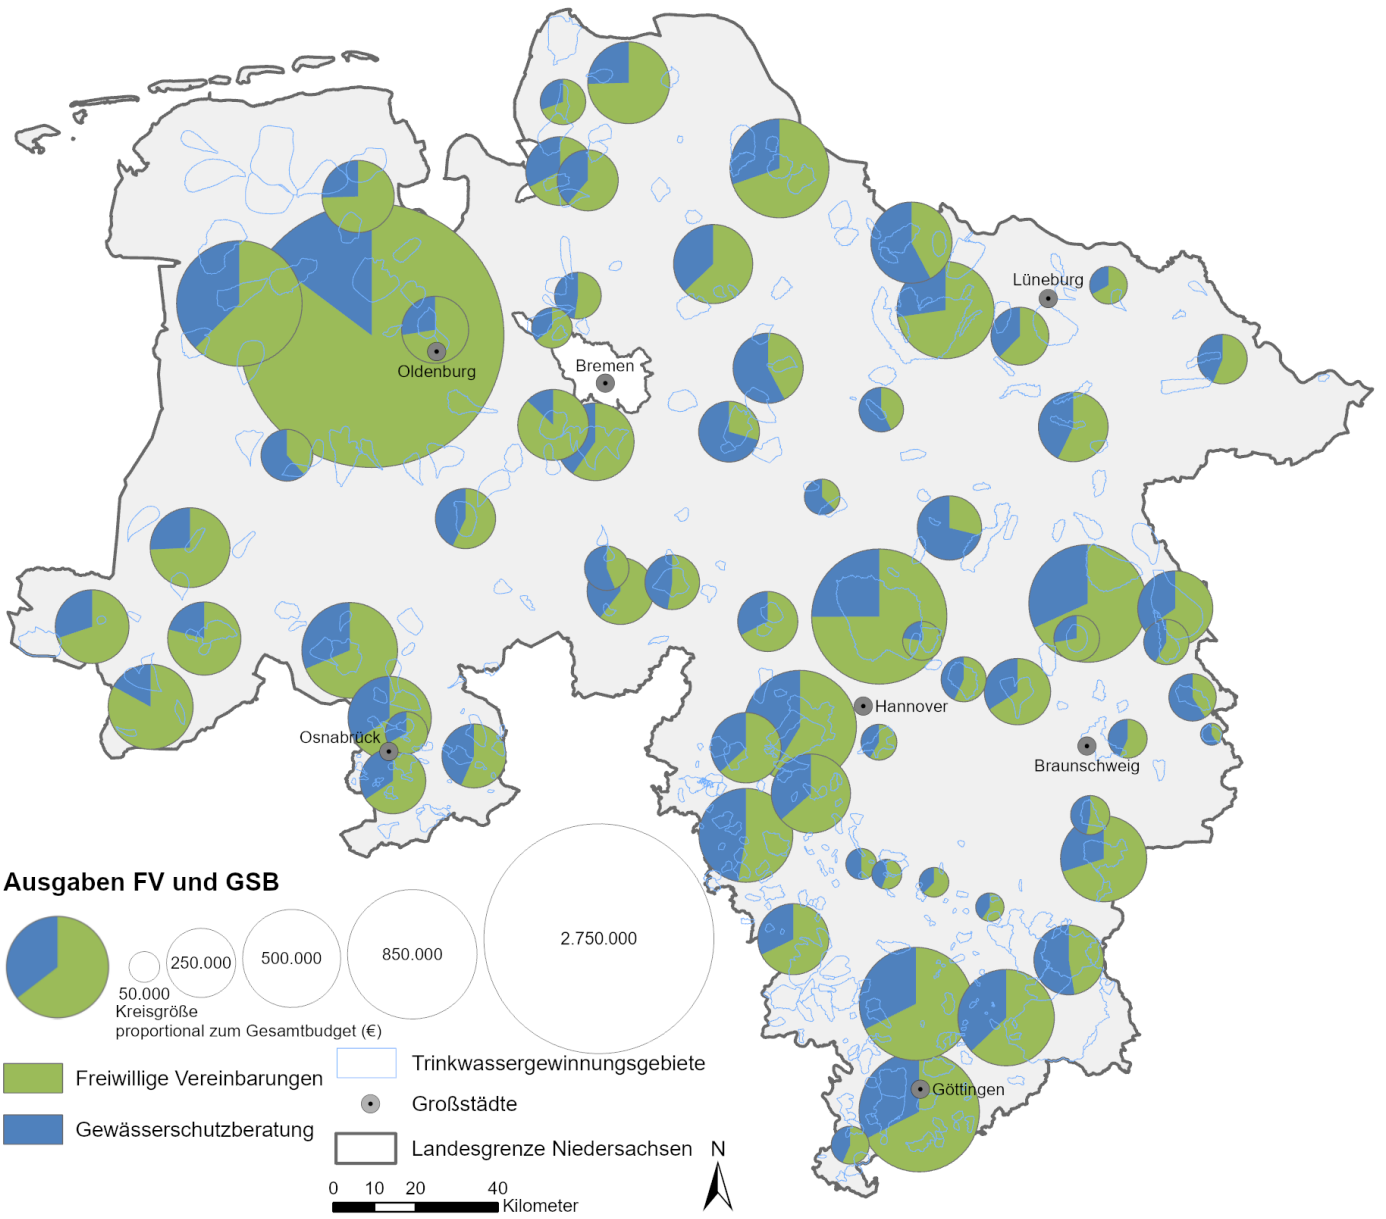 Lüneburg
Bremen
Oldenburg
Hannover
Osnabrück
Braunschweig
Göttingen
Ausgaben FV und GSB
50.000
250.000
500.000
850.000
2.750.000
Kreisgröße
proportional zum Gesamtbudget (€)
Freiwillige Vereinbarungen
Gewässerschutzberatung
Trinkwassergewinnungsgebiete
Großstädte
Landesgrenze Niedersachsen
N
0 10 20 40
Kilometer